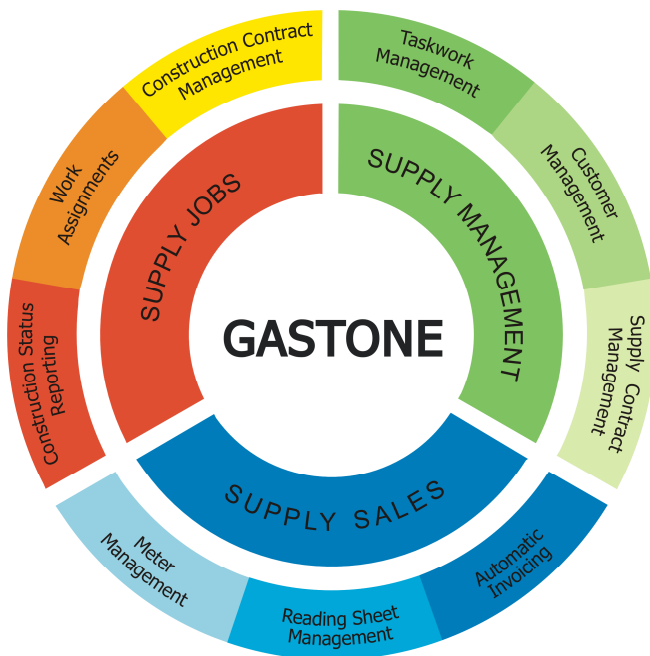 Construction Contract
Management
Taskwork
Management
Work
Assignments
Customer
Management
SUPPLY JOBS
SUPPLY MANAGEMENT
GASTONE
Construction Status
Reporting
Supply Contract
Management
SUPPLY SALES
Meter
Management
Reading Sheet
Management
Automatic
Invoicing